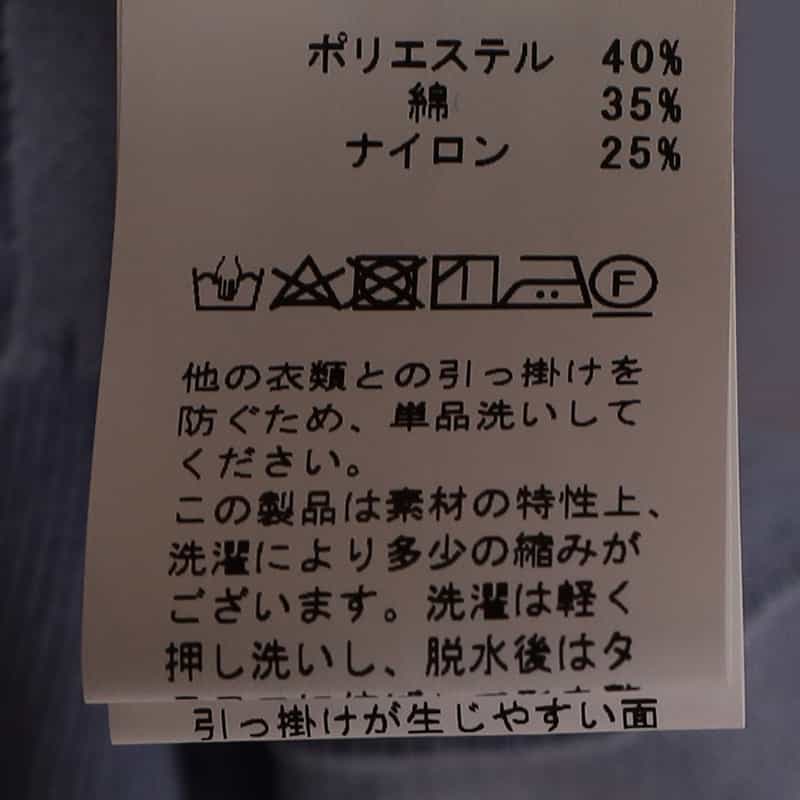 ポリエステル 40%
綿 35%
ナイロン 25%
F
他の衣類との引っ掛けを
防ぐため、単品洗いして
ください。
この製品は素材の特性上、
洗濯により多少の縮みが
ございます。洗濯は軽く
押し洗いし、脱水後はタ
引っ掛けが生じやすい面